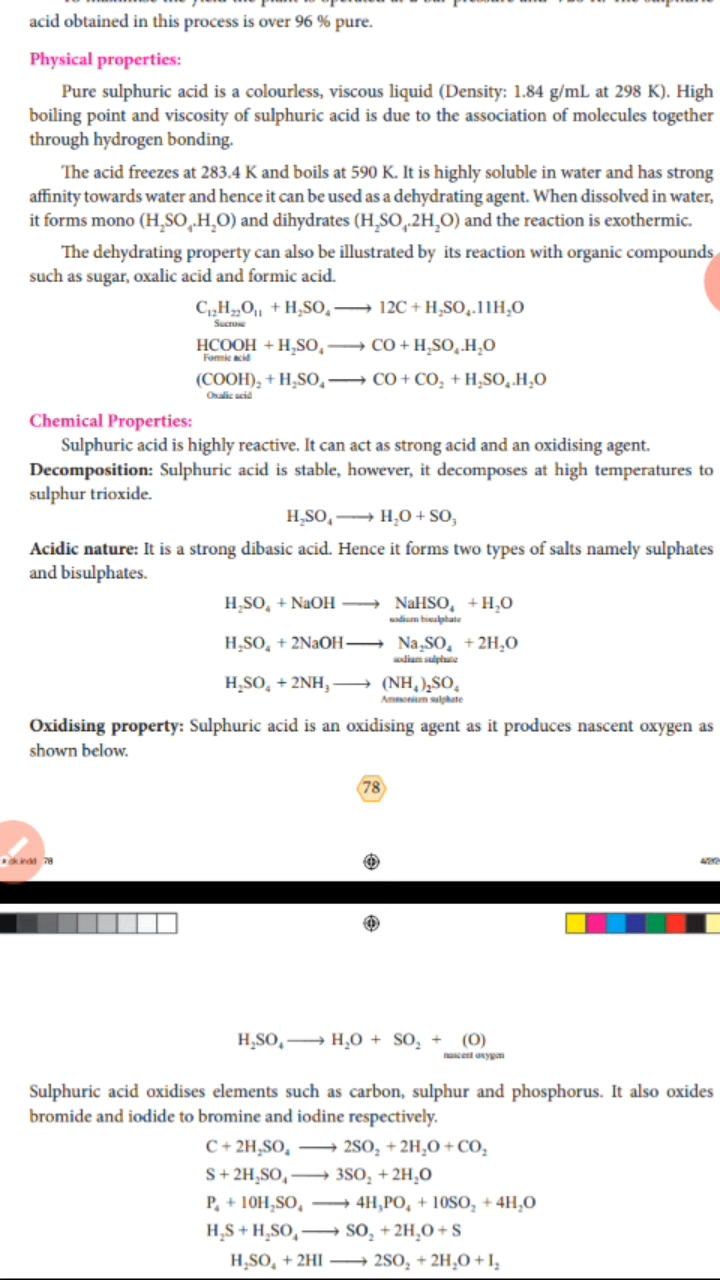 acid obtained in this process is over 96 % pure.
Physical properties:
Pure sulphuric acid is a colourless, viscous liquid (Density: 1.84 g/mL at 298 K). High
boiling point and viscosity of sulphuric acid is due to the association of molecules together
through hydrogen bonding.
The acid freezes at 283.4 K and boils at 590 K. It is highly soluble in water and has strong
affinity towards water and hence it can be used as a dehydrating agent. When dissolved in water,
it forms mono (H₂SO₄.H₂O) and dihydrates (H₂SO₄.2H₂O) and the reaction is exothermic.
The dehydrating property can also be illustrated by its reaction with organic compounds
such as sugar, oxalic acid and formic acid.
C₁₂H₂₂O₁₁ + H₂SO₄ ⟶ 12C + H₂SO₄.11H₂O
Sucrose
HCOOH + H₂SO₄ ⟶ CO + H₂SO₄.H₂O
Formic acid
(COOH)₂ + H₂SO₄ ⟶ CO + CO₂ + H₂SO₄.H₂O
Oxalic acid
Chemical Properties:
Sulphuric acid is highly reactive. It can act as strong acid and an oxidising agent.
Decomposition: Sulphuric acid is stable, however, it decomposes at high temperatures to
sulphur trioxide.
H₂SO₄ ⟶ H₂O + SO₃
Acidic nature: It is a strong dibasic acid. Hence it forms two types of salts namely sulphates
and bisulphates.
H₂SO₄ + NaOH ⟶ NaHSO₄ + H₂O
sodium bisulphate
H₂SO₄ + 2NaOH ⟶ Na₂SO₄ + 2H₂O
sodium sulphate
H₂SO₄ + 2NH₃ ⟶ (NH₄)₂SO₄
Ammonium sulphate
Oxidising property: Sulphuric acid is an oxidising agent as it produces nascent oxygen as
shown below.
78
78
H₂SO₄ ⟶ H₂O + SO₂ + (O)
nascent oxygen
Sulphuric acid oxidises elements such as carbon, sulphur and phosphorus. It also oxides
bromide and iodide to bromine and iodine respectively.
C + 2H₂SO₄ ⟶ 2SO₂ + 2H₂O + CO₂
S + 2H₂SO₄ ⟶ 3SO₂ + 2H₂O
P₄ + 10H₂SO₄ ⟶ 4H₃PO₄ + 10SO₂ + 4H₂O
H₂S + H₂SO₄ ⟶ SO₂ + 2H₂O + S
H₂SO₄ + 2HI ⟶ 2SO₂ + 2H₂O + I₂